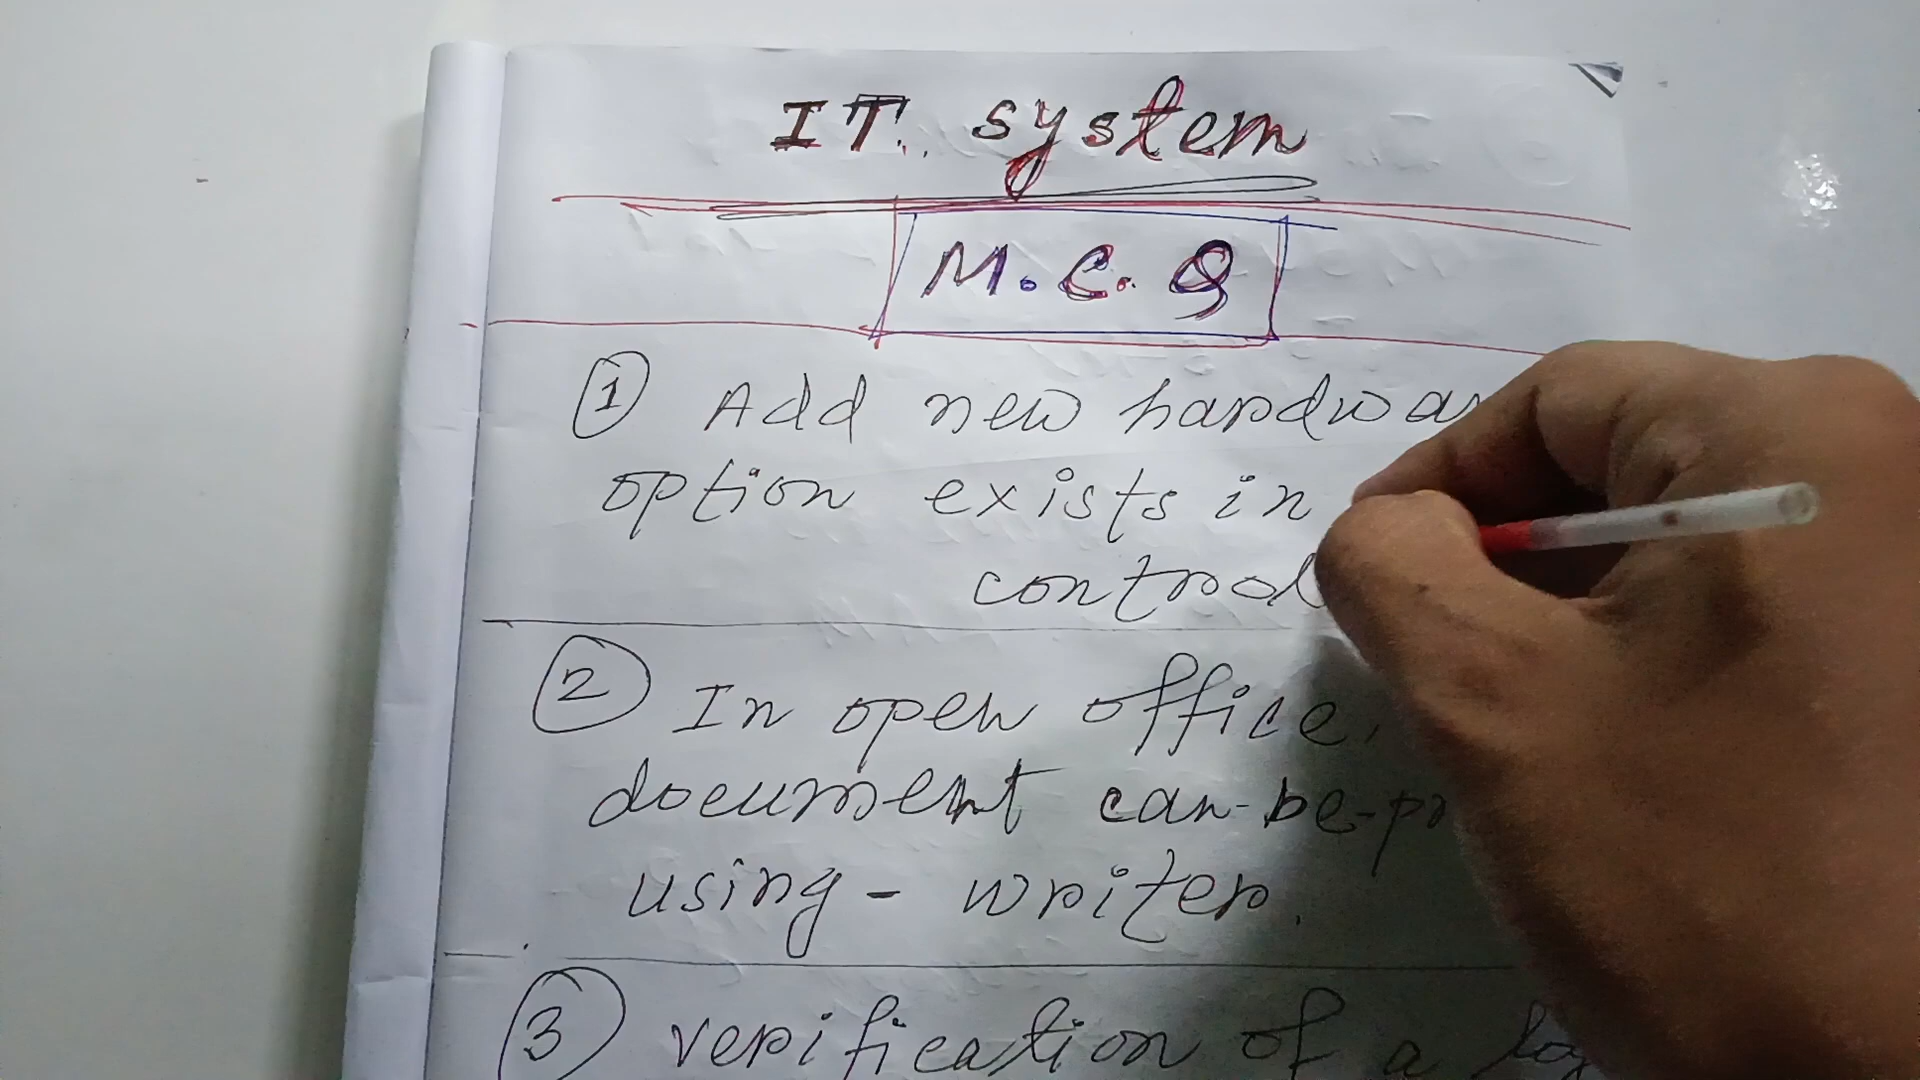 IT. system
M.C.Q
① Add new
option exists in
control
② In open office,
document can-be-
using - writer.
③ verification of a